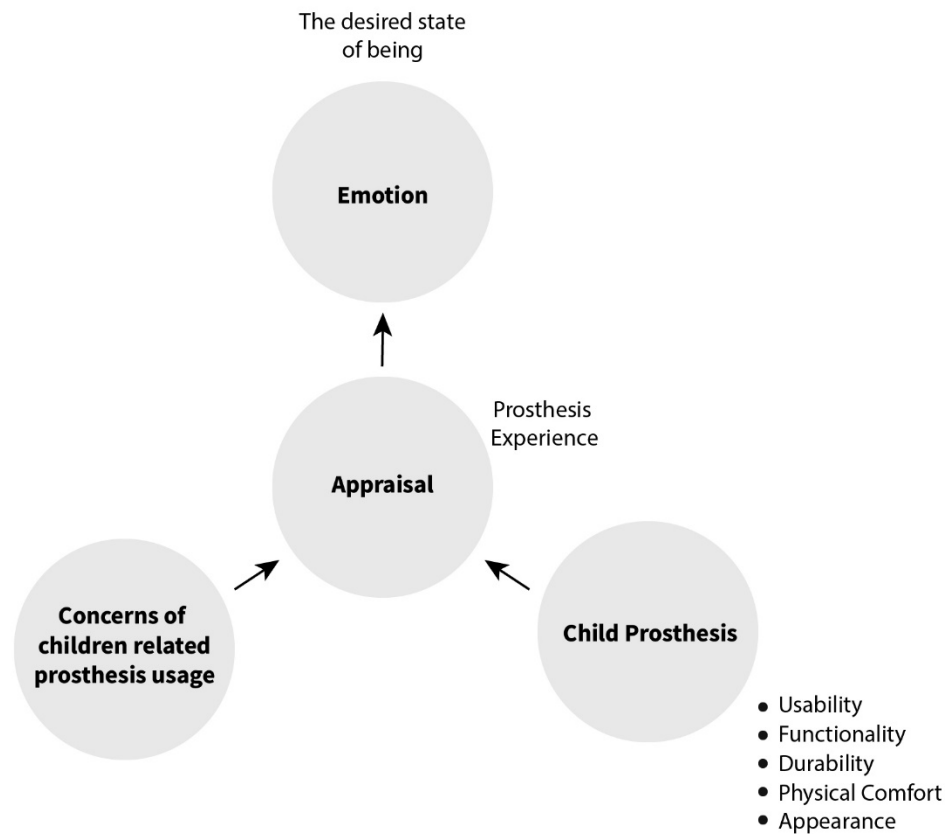 The desired state
of being
Emotion
Prosthesis
Experience
Appraisal
Concerns of
children related
prosthesis usage
Child Prosthesis
• Usability
• Functionality
• Durability
• Physical Comfort
• Appearance